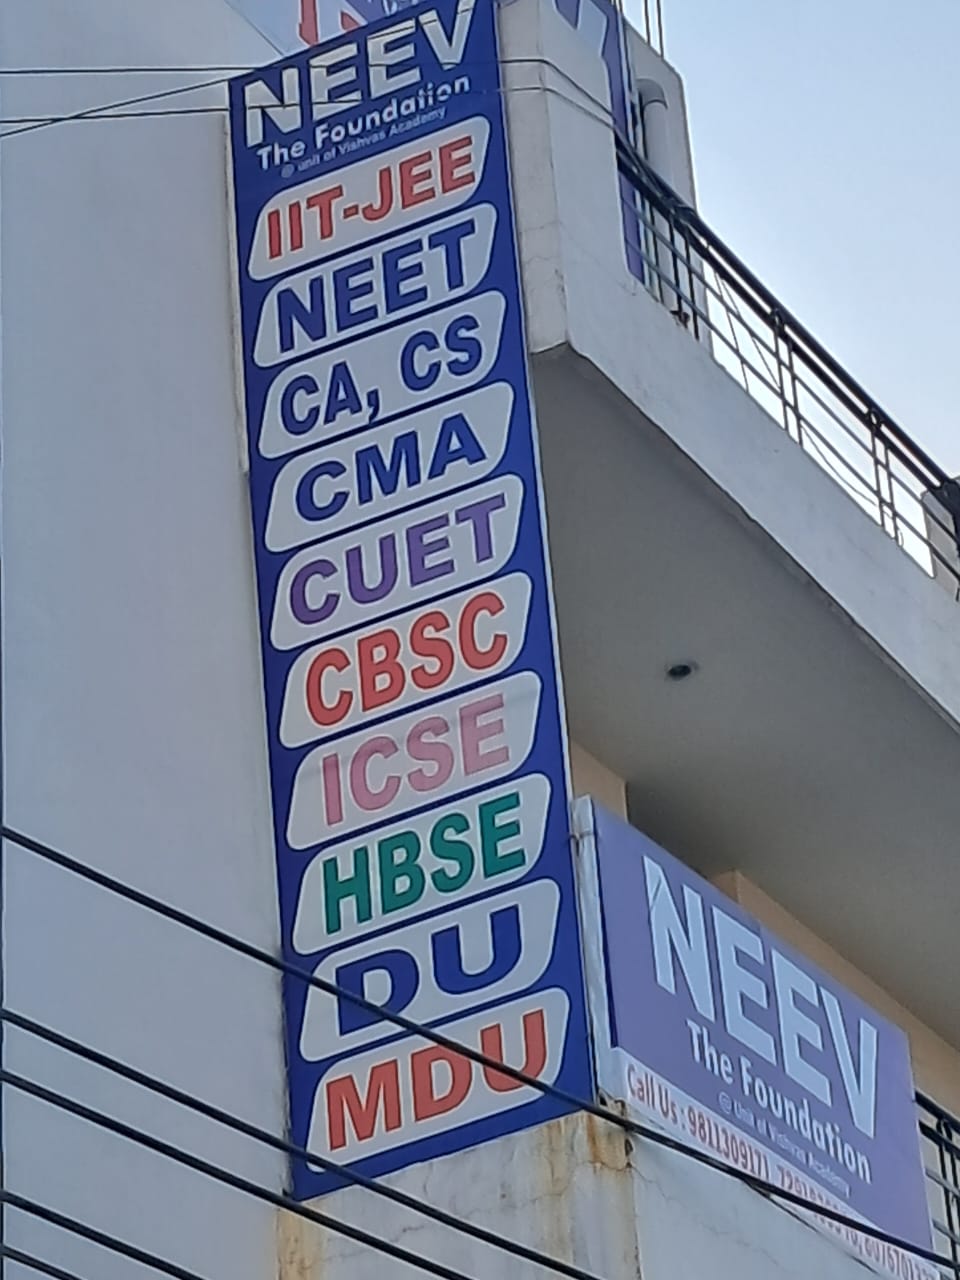 NEEV
The Foundation
@ unit of Vishvas Academy
IIT-JEE
NEET
CA, CS
CMA
CUET
CBSC
ICSE
HBSE
DU
MDU
NEEV
The Foundation
@ Unit of Vishvas Academy
Call Us : 9811309171,